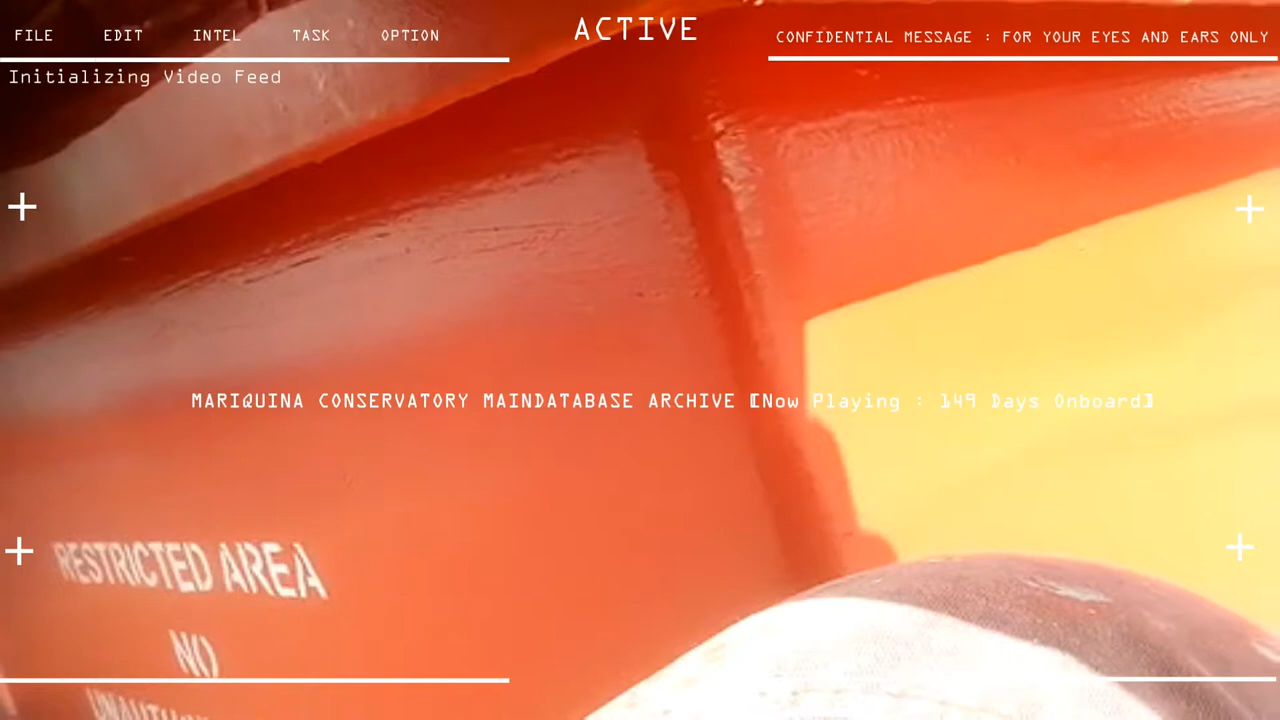 FILE EDIT INTEL TASK OPTION
ACTIVE
CONFIDENTIAL MESSAGE : FOR YOUR EYES AND EARS ONLY
Initializing Video Feed
MARIQUINA CONSERVATORY MAINDATABASE ARCHIVE [Now Playing : 149 Days Onboard]
RESTRICTED AREA
NO